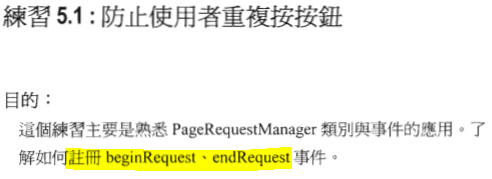 練習 5.1 : 防止使用者重複按按鈕
目的：
這個練習主要是熟悉 PageRequestManager 類別與事件的應用。了
解如何註冊 beginRequest、endRequest 事件。